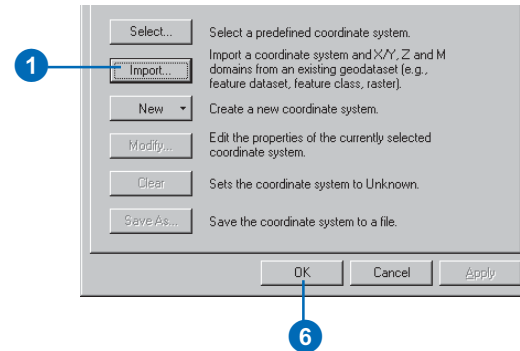 Select...
Select a predefined coordinate system.
1
Import...
Import a coordinate system and X/Y, Z and M
domains from an existing geodataset (e.g.,
feature dataset, feature class, raster).
New
Create a new coordinate system.
Modify...
Edit the properties of the currently selected
coordinate system.
Clear
Sets the coordinate system to Unknown.
Save As...
Save the coordinate system to a file.
OK
Cancel
Apply
6